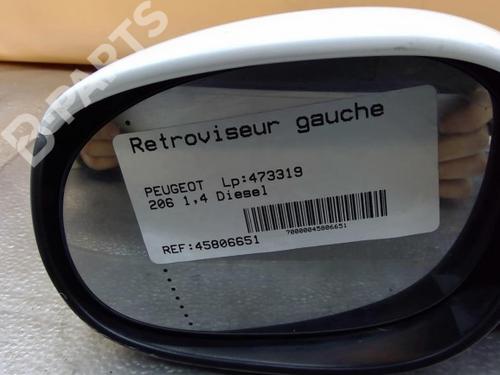 B-PARTS
Retroviseur gauche
PEUGEOT Lp:473319
206 1,4 Diesel
70000045806651
REF:45806651